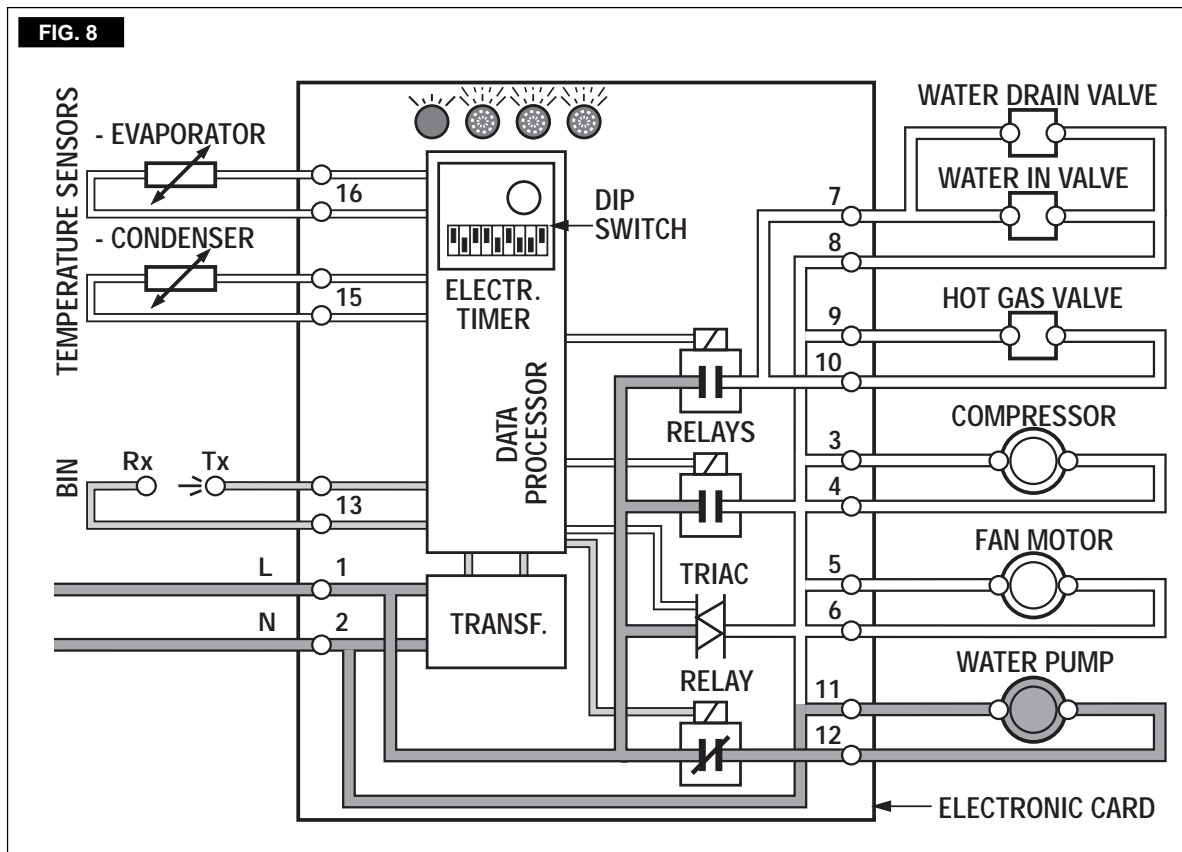 FIG. 8
TEMPERATURE SENSORS
- EVAPORATOR
16
- CONDENSER
15
BIN
Rx
Tx
13
L
1
N
2
DIP
SWITCH
ELECTR.
TIMER
DATA
PROCESSOR
TRANSF.
RELAYS
TRIAC
RELAY
WATER DRAIN VALVE
WATER IN VALVE
7
8
HOT GAS VALVE
9
10
COMPRESSOR
3
4
FAN MOTOR
5
6
WATER PUMP
11
12
ELECTRONIC CARD